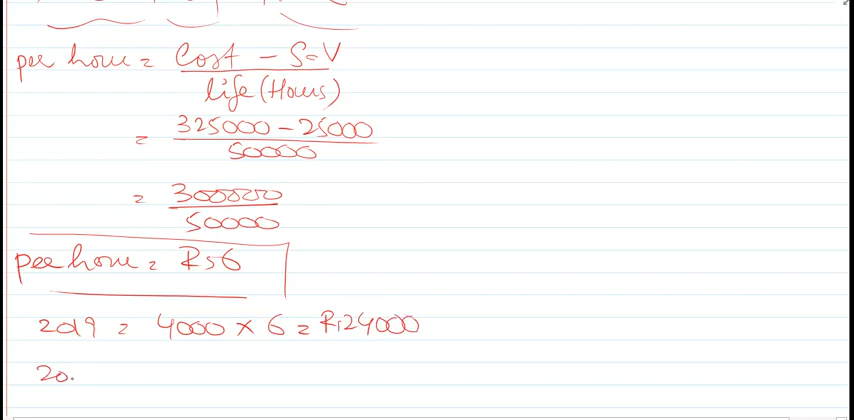 per hour = Cost - S-V
life (Hours)
= 325000 - 25000
50000
= 300000
50000
per hour = Rs 6
2019 = 4000 × 6 = Rs 24000
20.